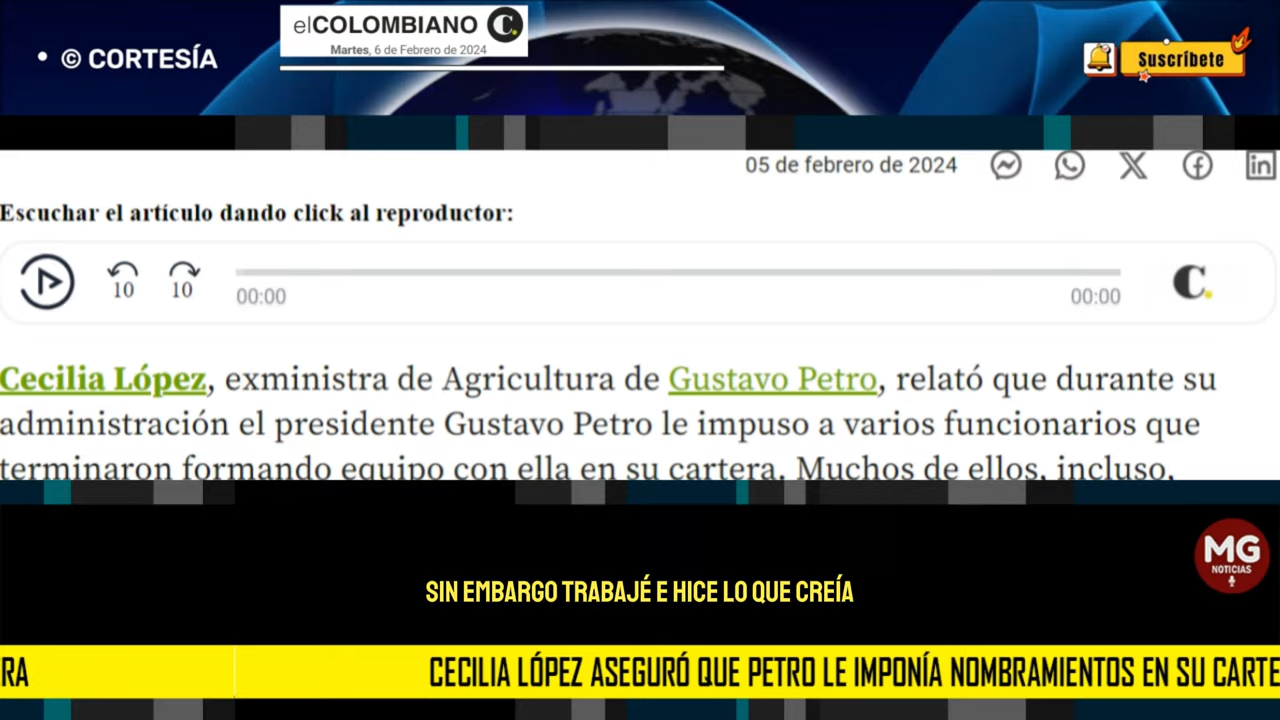 elCOLOMBIANO C.
Martes, 6 de Febrero de 2024
• © CORTESÍA
Suscríbete
05 de febrero de 2024
Escuchar el artículo dando click al reproductor:
10 10
00:00 00:00
C.
Cecilia López, exministra de Agricultura de Gustavo Petro, relató que durante su
administración el presidente Gustavo Petro le impuso a varios funcionarios que
terminaron formando equipo con ella en su cartera. Muchos de ellos, incluso,
MG
NOTICIAS
SIN EMBARGO TRABAJÉ E HICE LO QUE CREÍA
RA CECILIA LÓPEZ ASEGURÓ QUE PETRO LE IMPONÍA NOMBRAMIENTOS EN SU CARTE